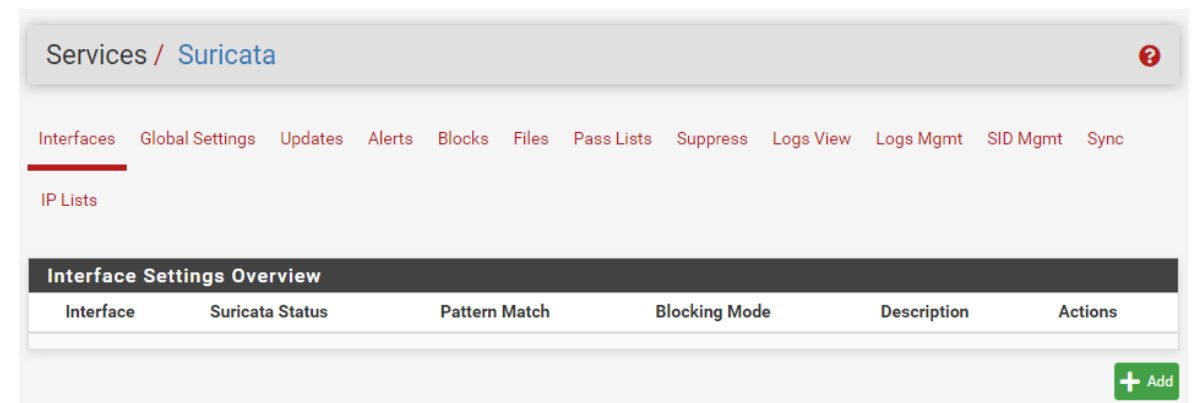 Services / Suricata
Interfaces Global Settings Updates Alerts Blocks Files Pass Lists Suppress Logs View Logs Mgmt SID Mgmt Sync
IP Lists
Interface Settings Overview
Interface Suricata Status Pattern Match Blocking Mode Description Actions
Add